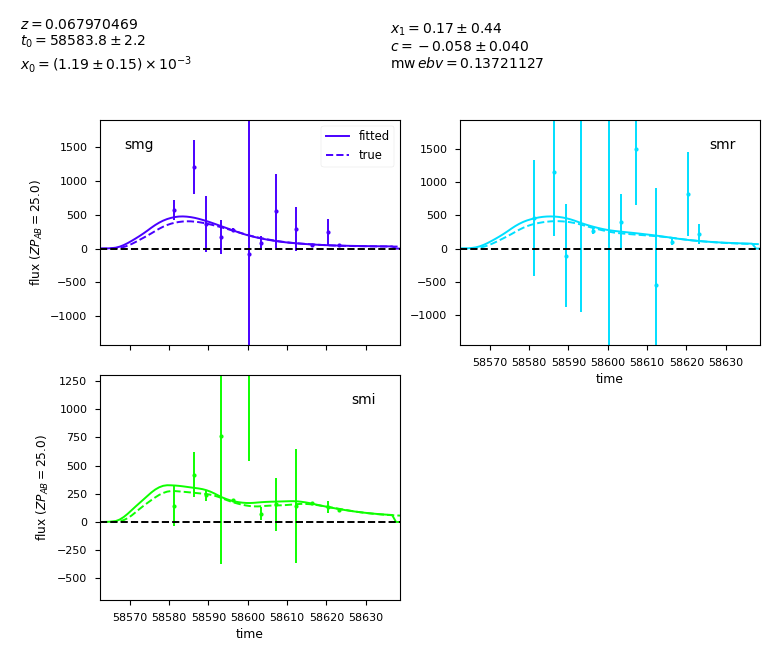 z = 0.067970469
t₀ = 58583.8 ± 2.2
x₀ = (1.19 ± 0.15) × 10⁻³
x₁ = 0.17 ± 0.44
c = −0.058 ± 0.040
mw ebv = 0.13721127
smg
fitted
true
1500
1000
500
0
−500
−1000
flux (ZP_AB = 25.0)
smr
1500
1000
500
0
−500
−1000
58570 58580 58590 58600 58610 58620 58630
time
smi
1250
1000
750
500
250
0
−250
−500
flux (ZP_AB = 25.0)
58570 58580 58590 58600 58610 58620 58630
time